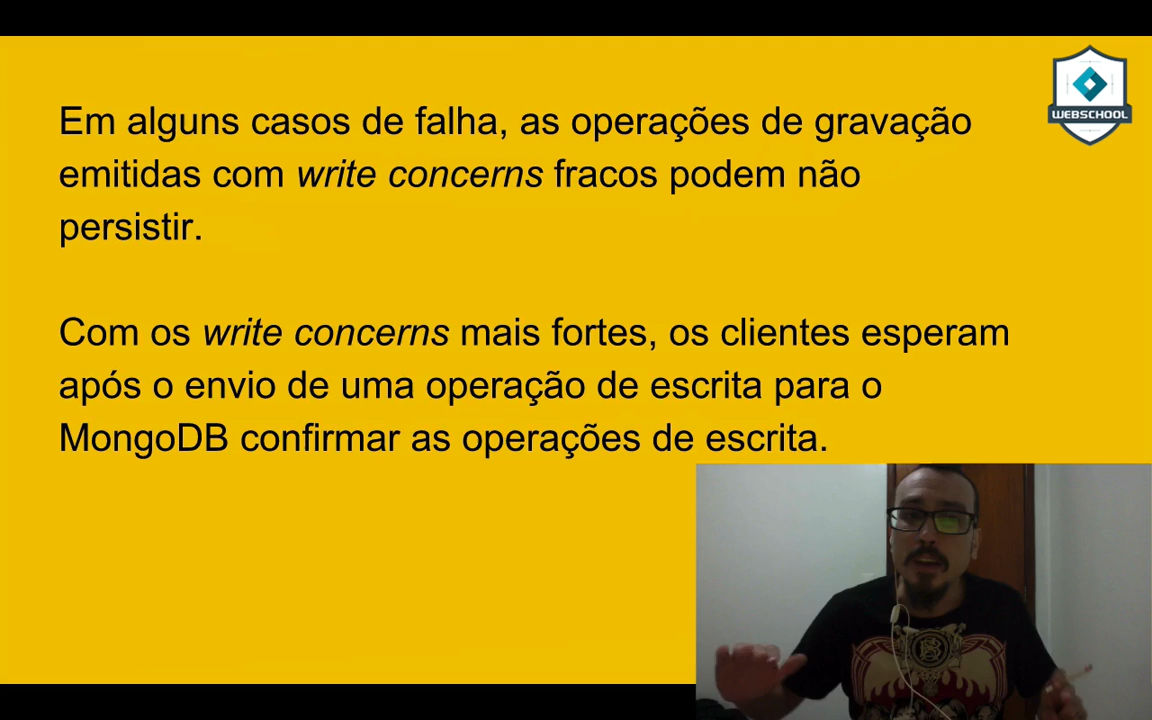 Em alguns casos de falha, as operações de gravação
emitidas com write concerns fracos podem não
persistir.
Com os write concerns mais fortes, os clientes esperam
após o envio de uma operação de escrita para o
MongoDB confirmar as operações de escrita.
WEBSCHOOL